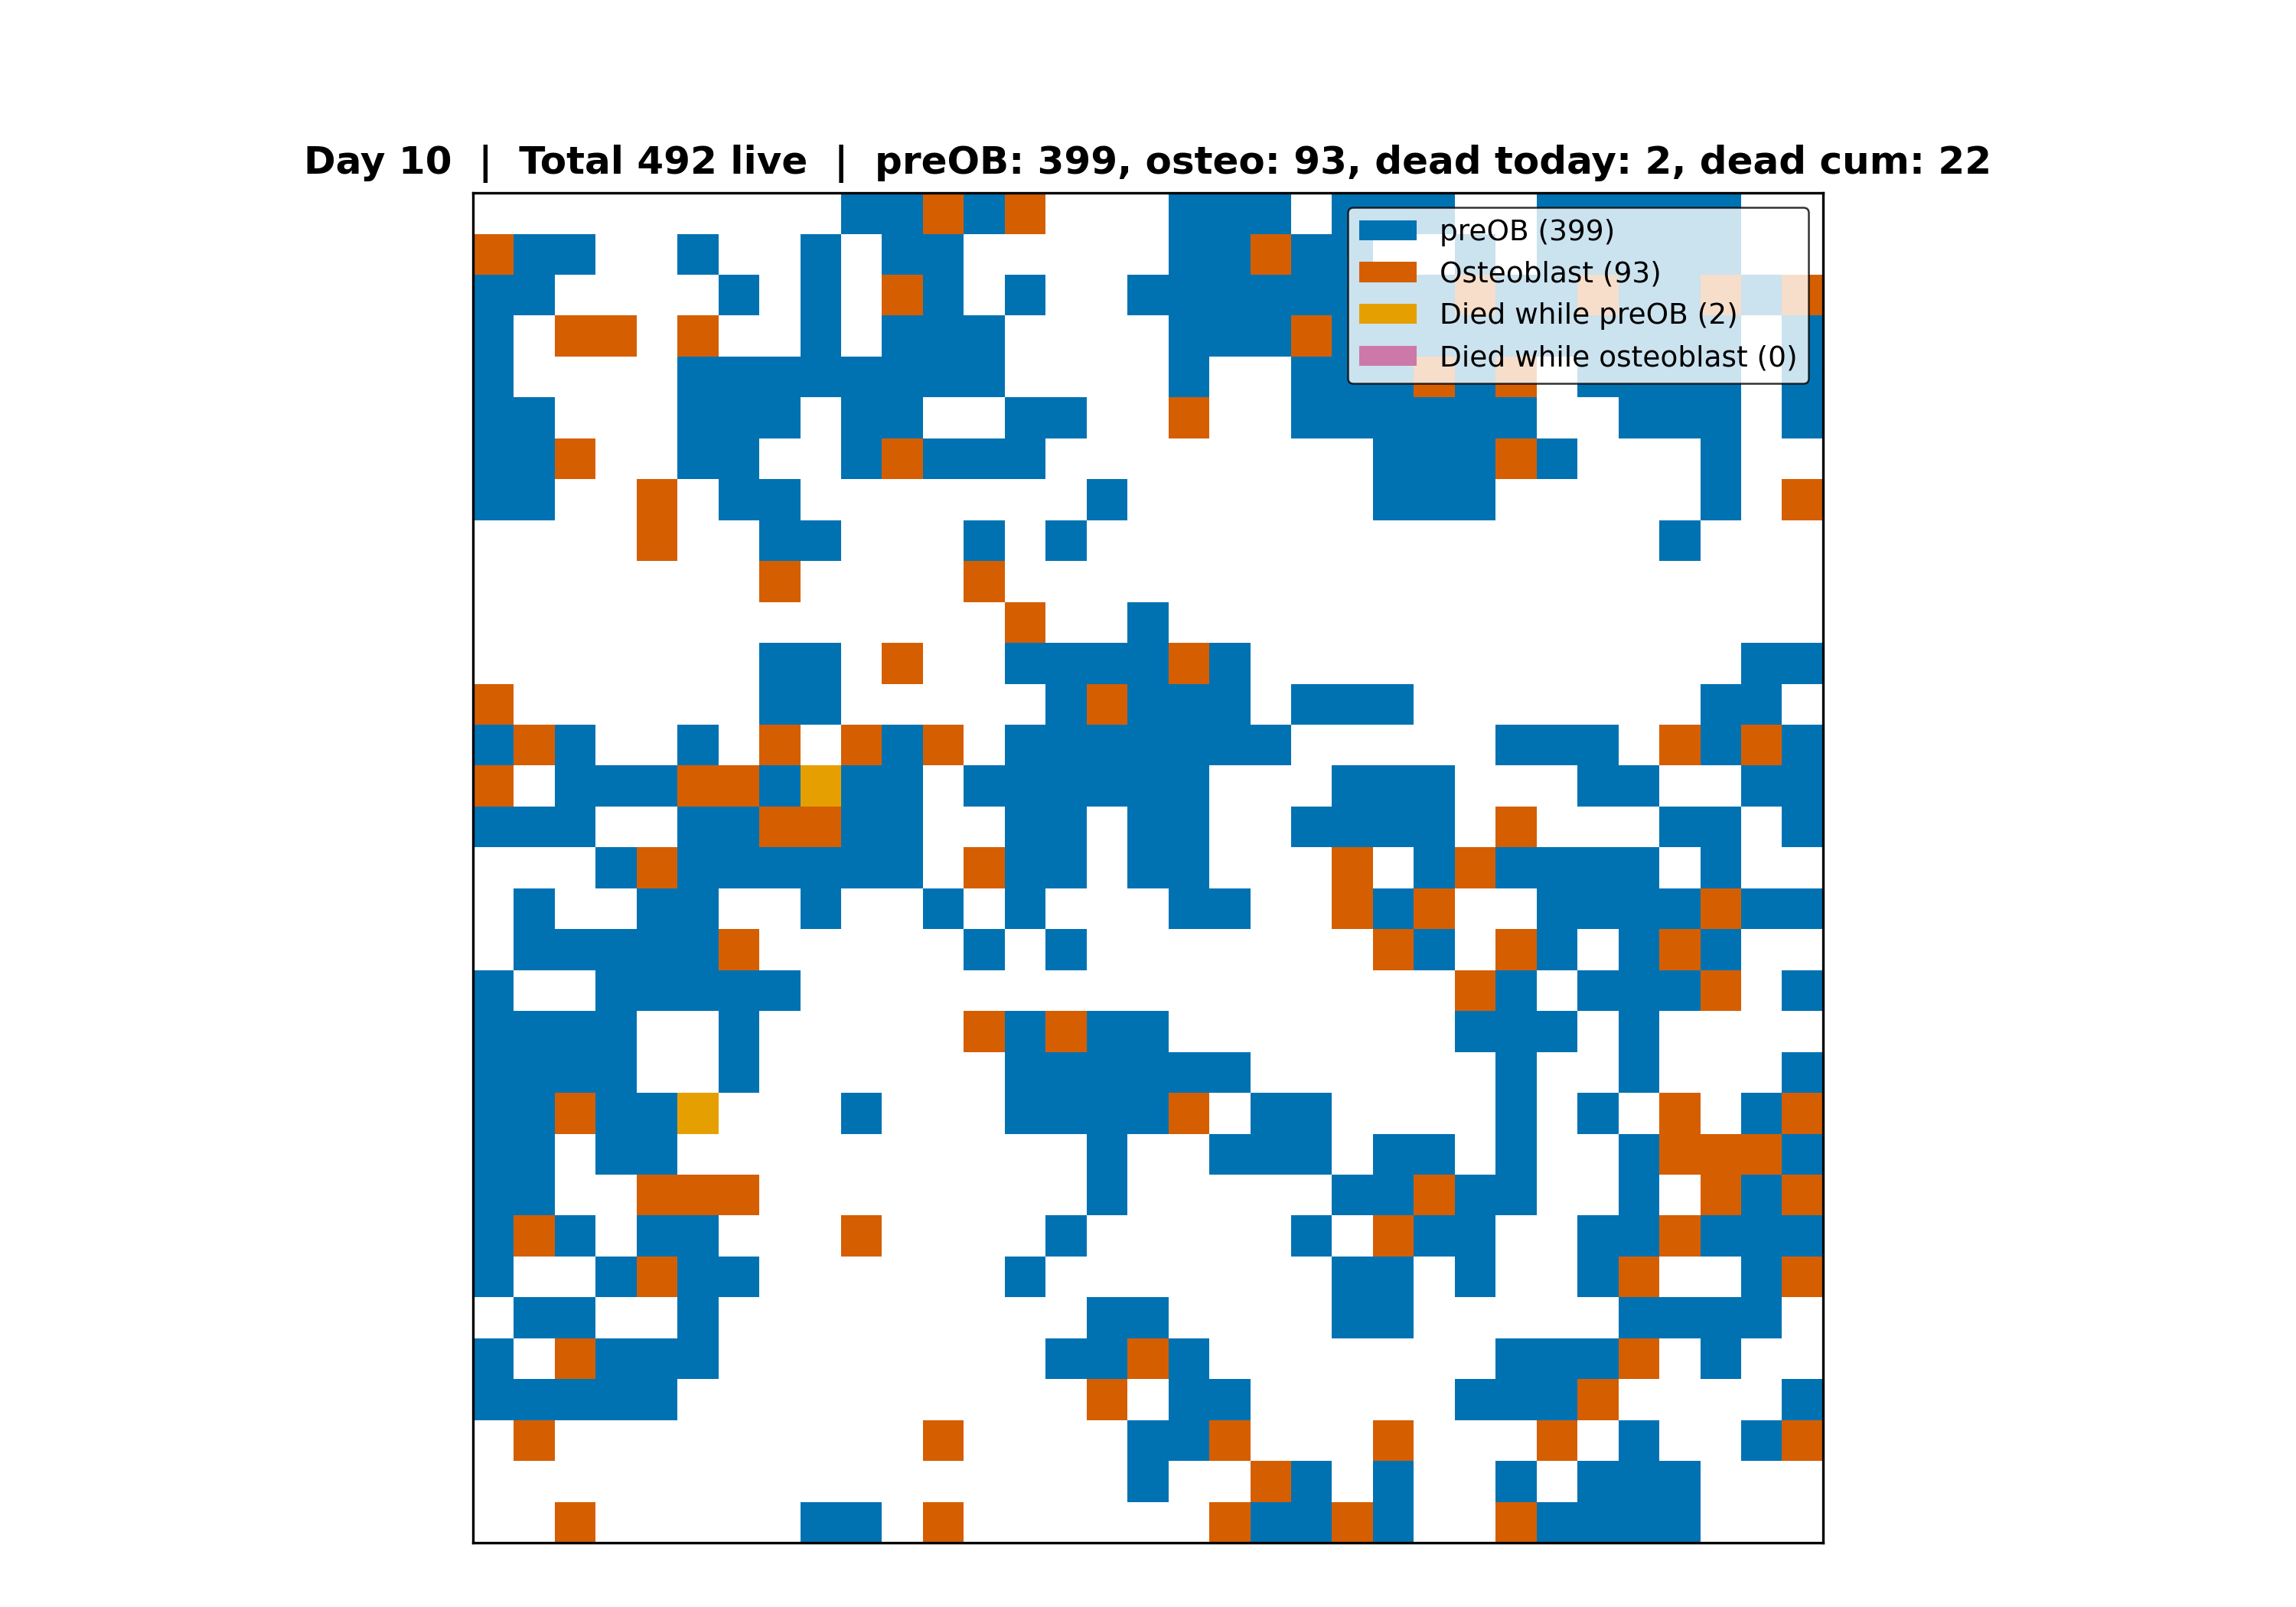 Day 10 | Total 492 live | preOB: 399, osteo: 93, dead today: 2, dead cum: 22
preOB (399)
Osteoblast (93)
Died while preOB (2)
Died while osteoblast (0)